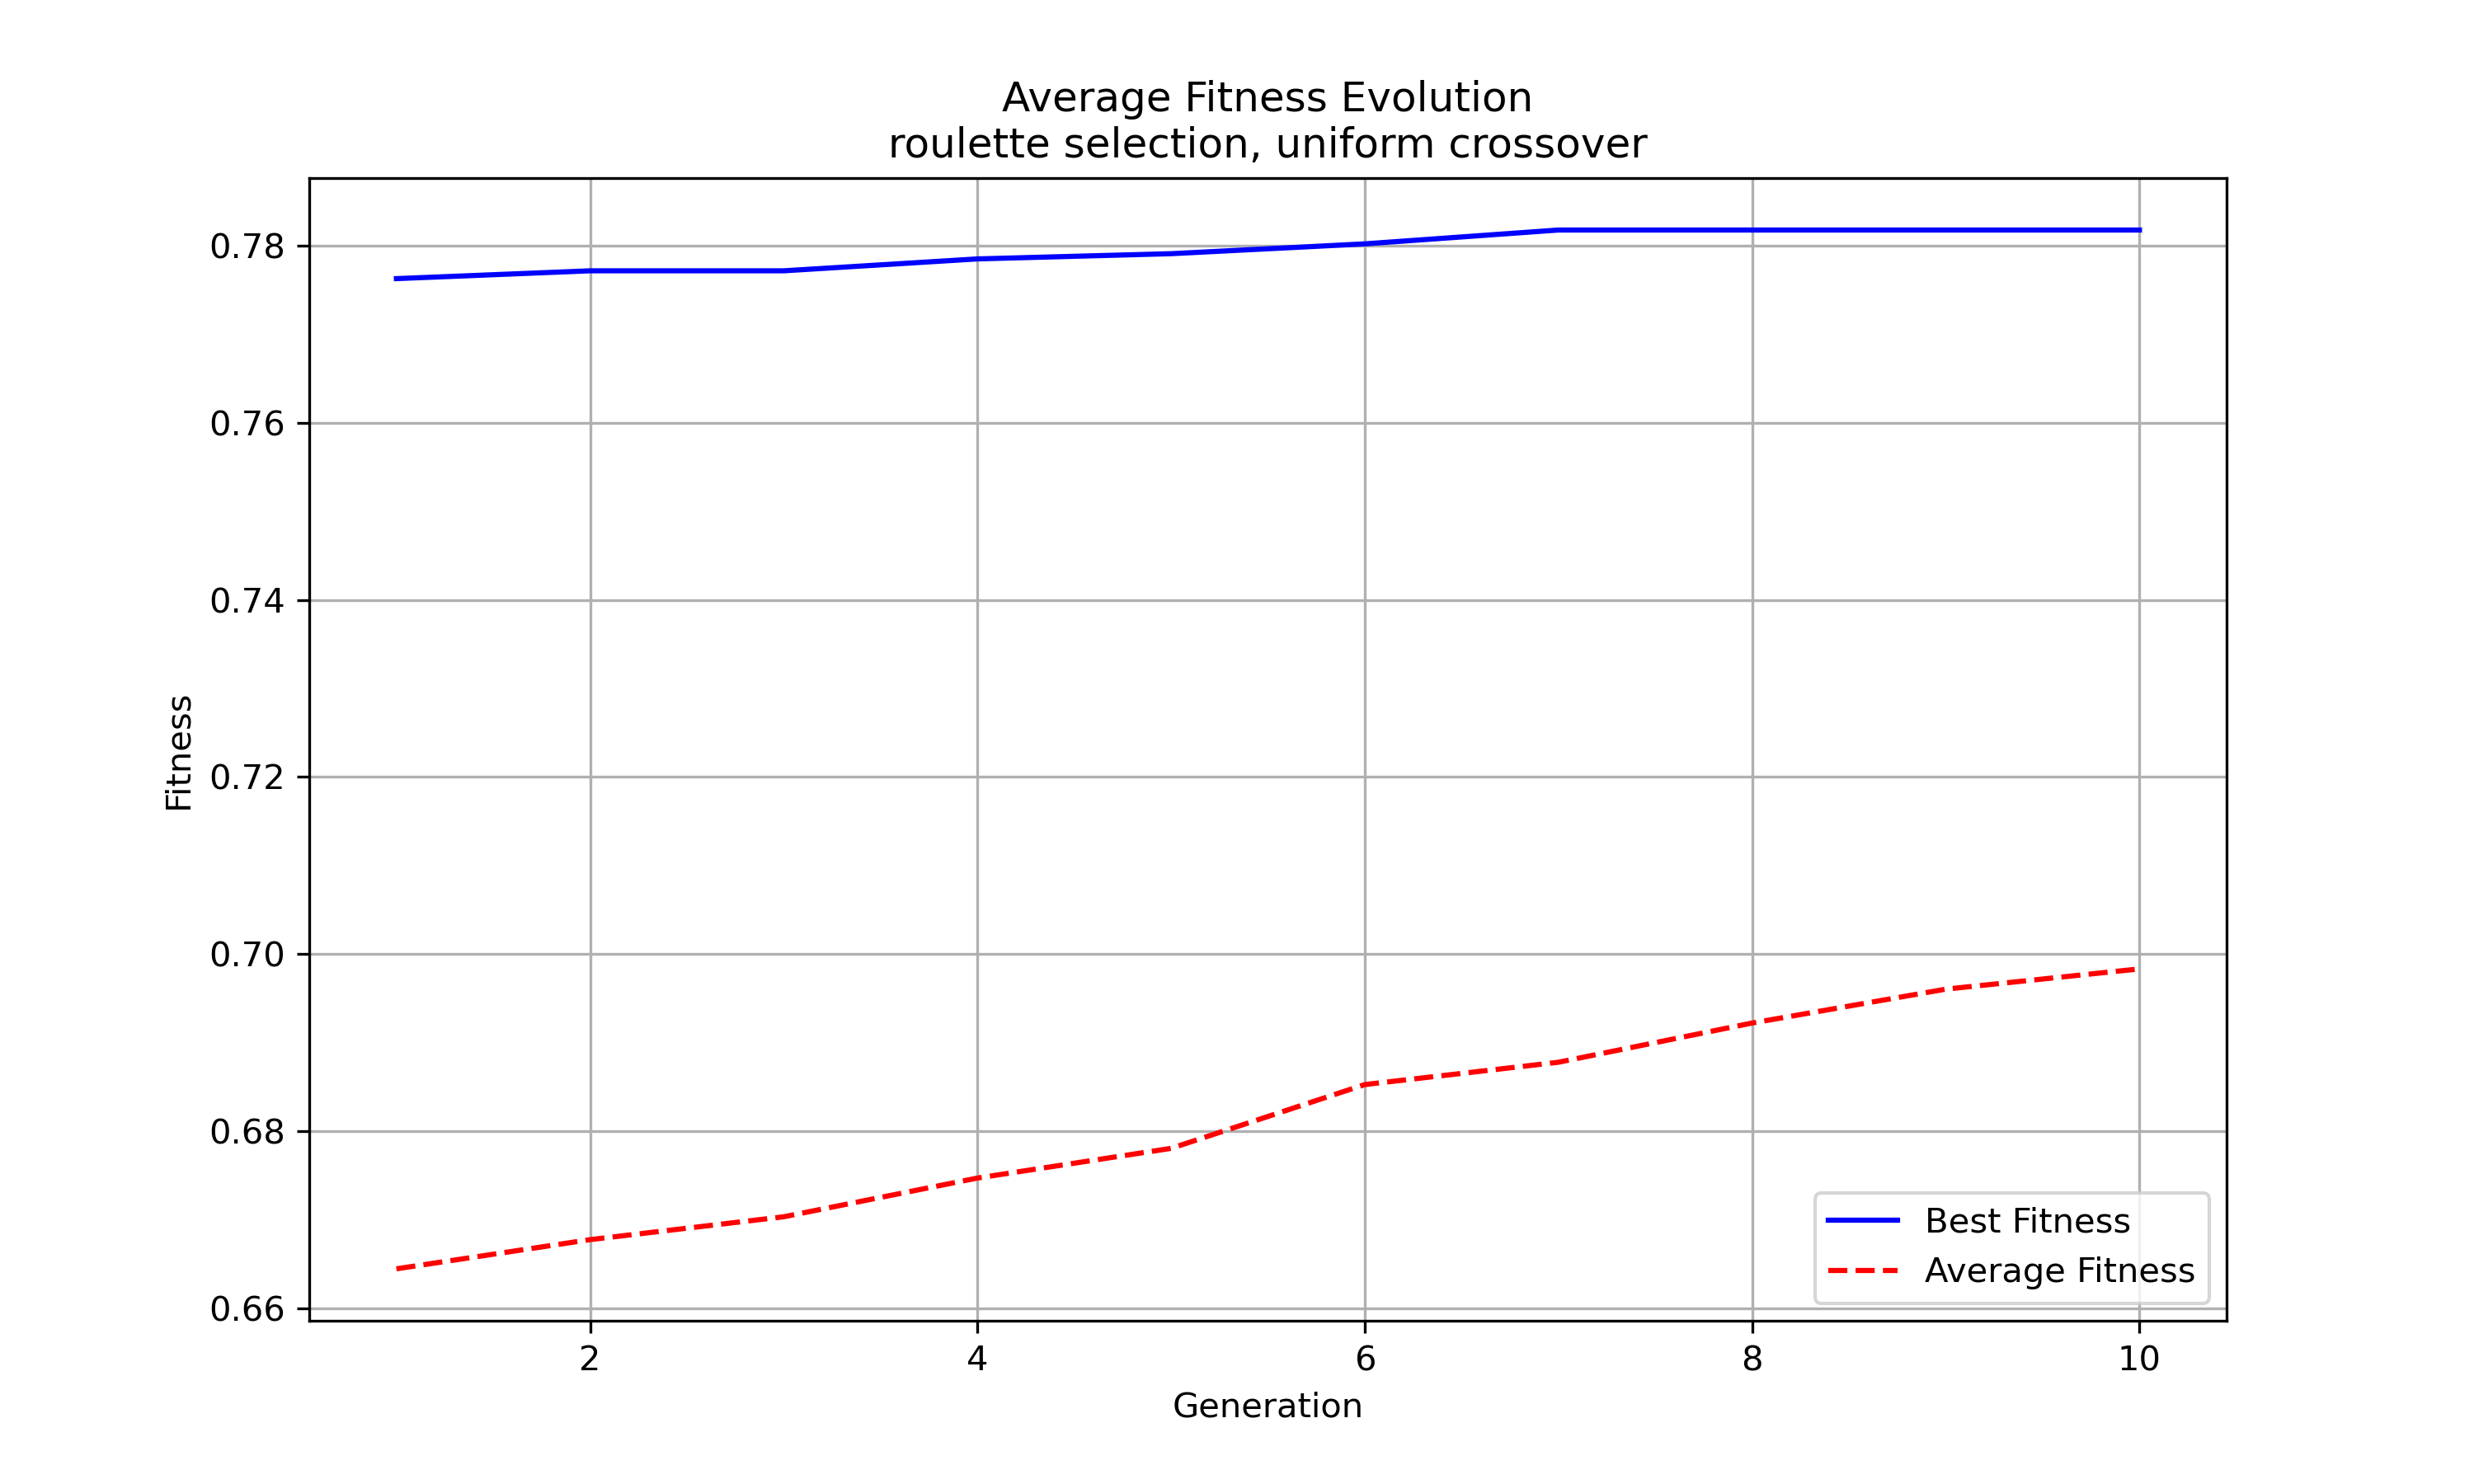 Average Fitness Evolution
roulette selection, uniform crossover
0.78
0.76
0.74
0.72
0.70
0.68
0.66
Fitness
2 4 6 8 10
Generation
Best Fitness
Average Fitness